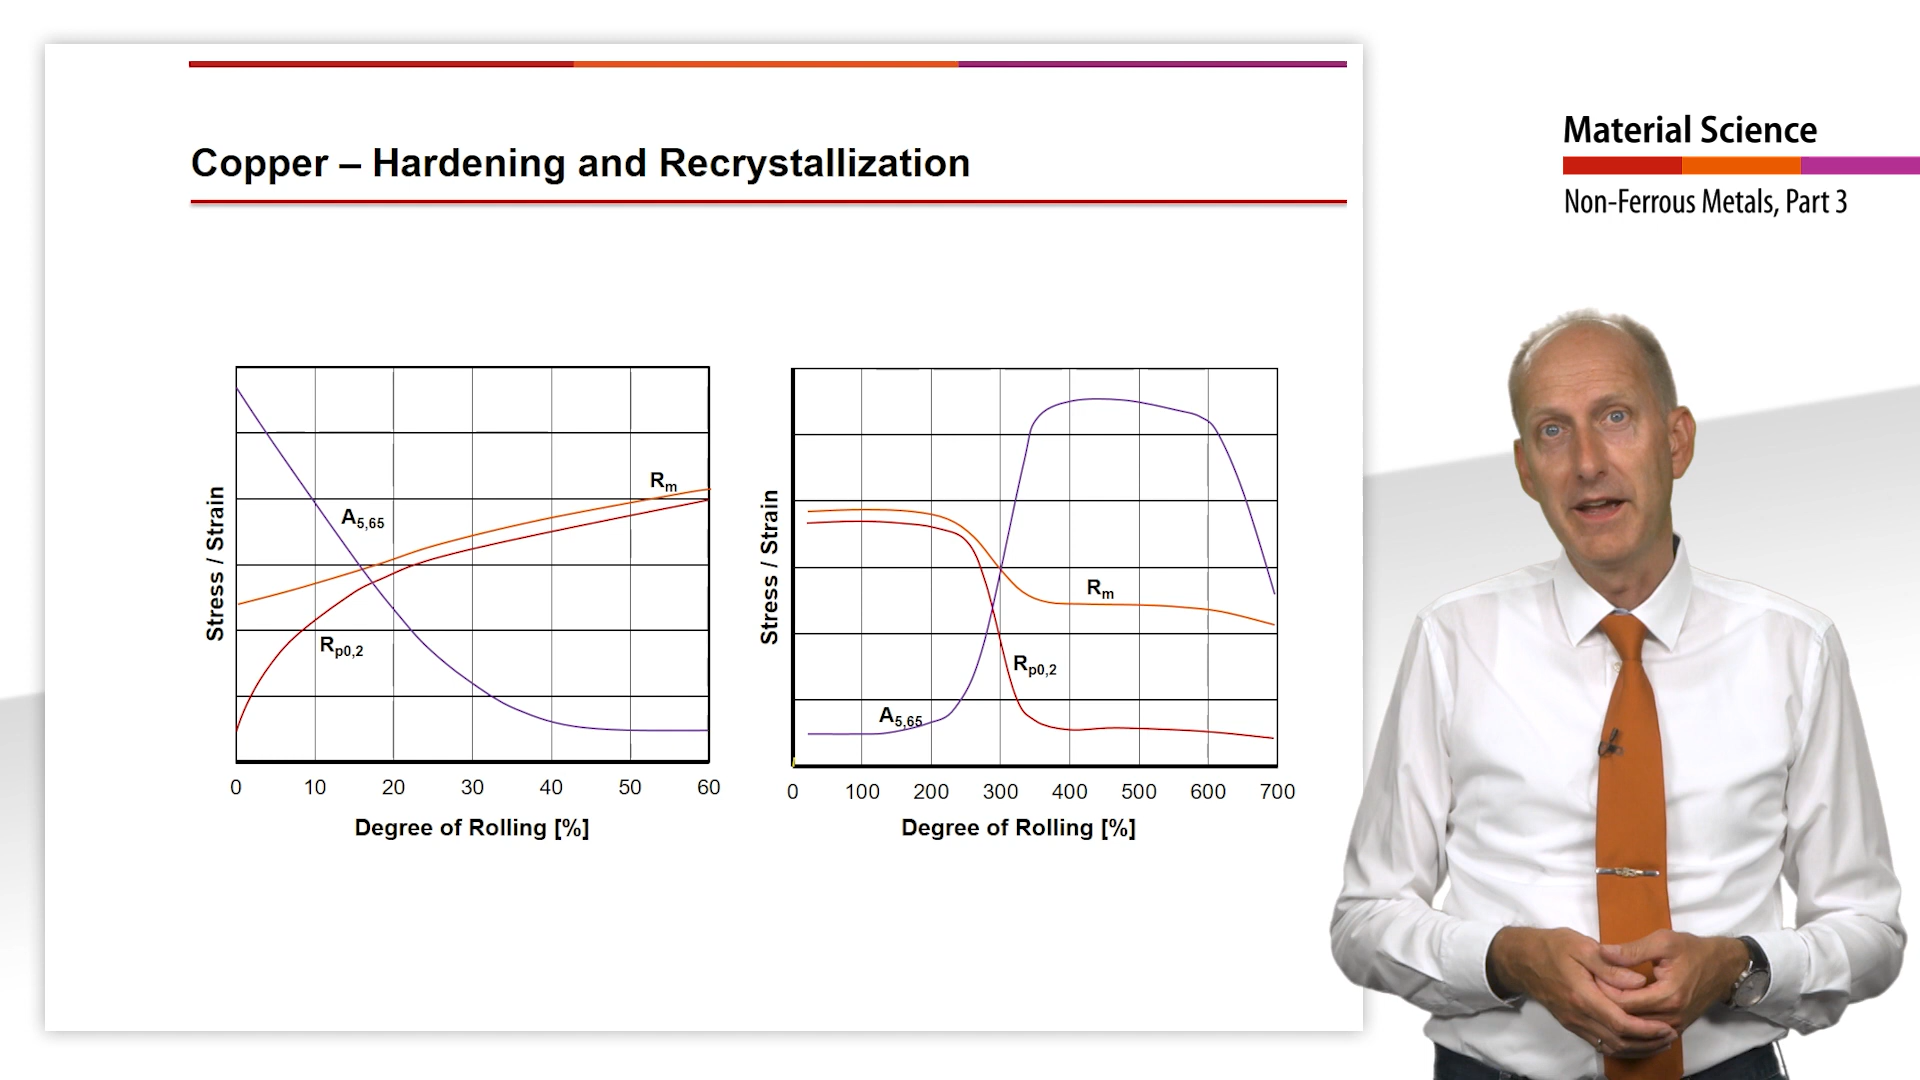 Copper – Hardening and Recrystallization
Material Science
Non-Ferrous Metals, Part 3
Stress / Strain
A5,65
Rm
Rp0,2
0 10 20 30 40 50 60
Degree of Rolling [%]
Stress / Strain
Rm
Rp0,2
A5,65
0 100 200 300 400 500 600 700
Degree of Rolling [%]